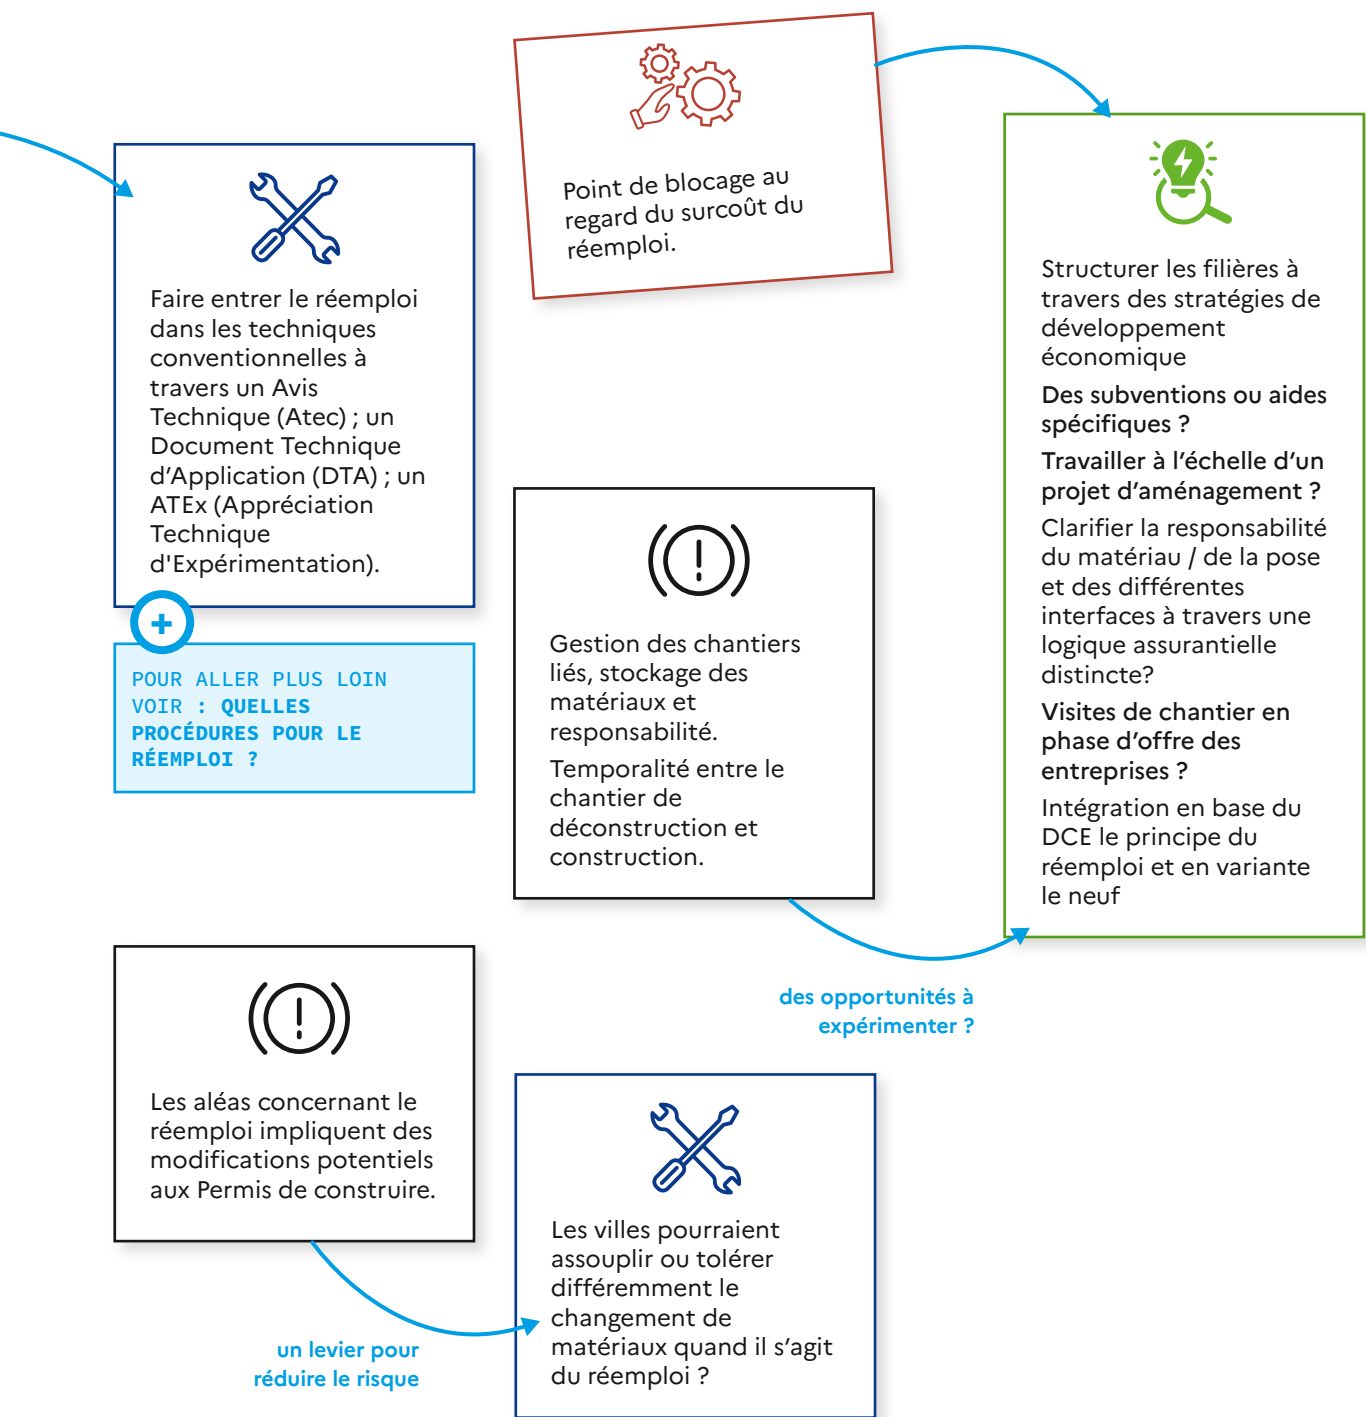 Faire entrer le réemploi
dans les techniques
conventionnelles à
travers un Avis
Technique (Atec) ; un
Document Technique
d’Application (DTA) ; un
ATEx (Appréciation
Technique
d'Expérimentation).
+
POUR ALLER PLUS LOIN
VOIR : QUELLES
PROCÉDURES POUR LE
RÉEMPLOI ?
Point de blocage au
regard du surcoût du
réemploi.
Gestion des chantiers
liés, stockage des
matériaux et
responsabilité.
Temporalité entre le
chantier de
déconstruction et
construction.
des opportunités à
expérimenter ?
Structurer les filières à
travers des stratégies de
développement
économique
Des subventions ou aides
spécifiques ?
Travailler à l’échelle d’un
projet d’aménagement ?
Clarifier la responsabilité
du matériau / de la pose
et des différentes
interfaces à travers une
logique assurantielle
distincte?
Visites de chantier en
phase d’offre des
entreprises ?
Intégration en base du
DCE le principe du
réemploi et en variante
le neuf
Les aléas concernant le
réemploi impliquent des
modifications potentiels
aux Permis de construire.
un levier pour
réduire le risque
Les villes pourraient
assouplir ou tolérer
différemment le
changement de
matériaux quand il s’agit
du réemploi ?